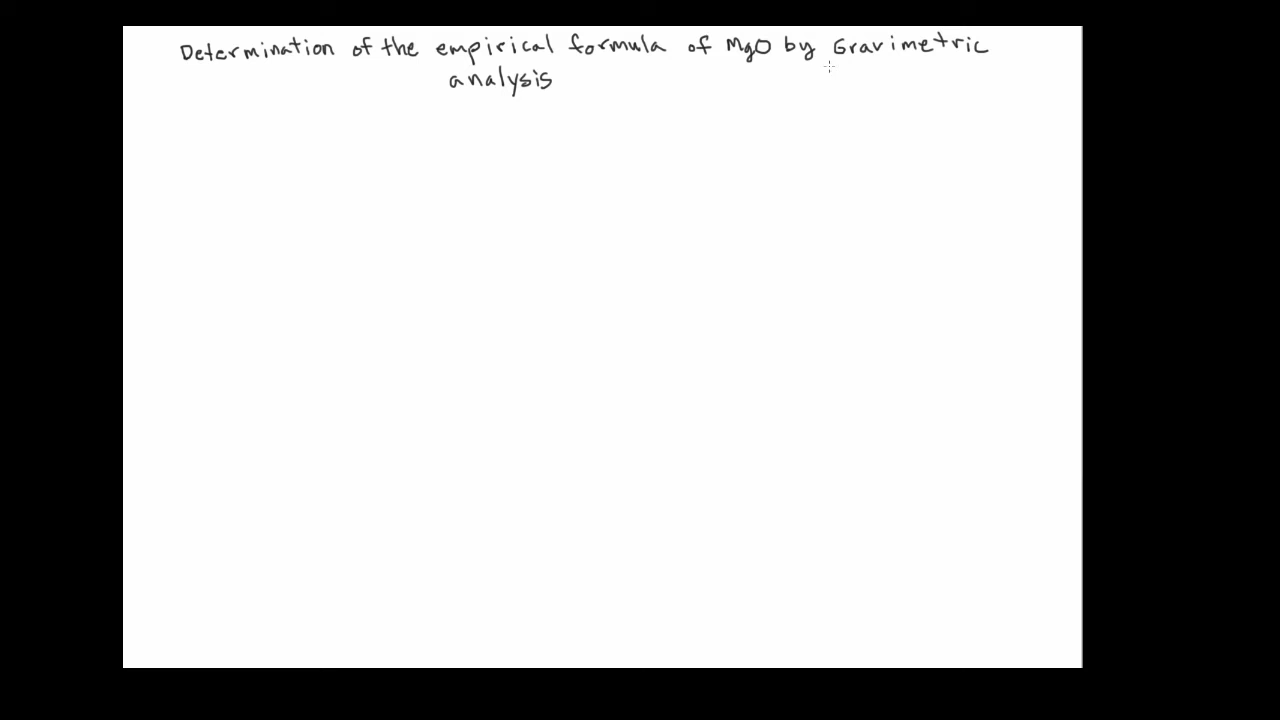 Determination of the empirical formula of MgO by Gravimetric
analysis